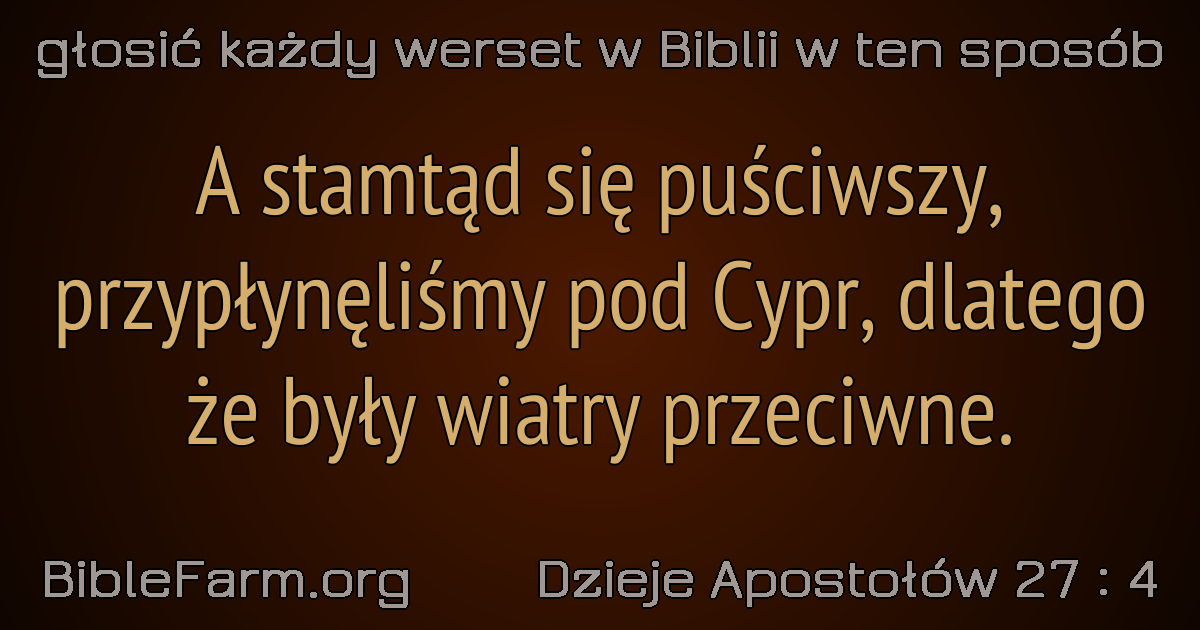 głosić każdy werset w Biblii w ten sposób
A stamtąd się puściwszy,
przypłynęliśmy pod Cypr, dlatego
że były wiatry przeciwne.
BibleFarm.org
Dzieje Apostołów 27 : 4